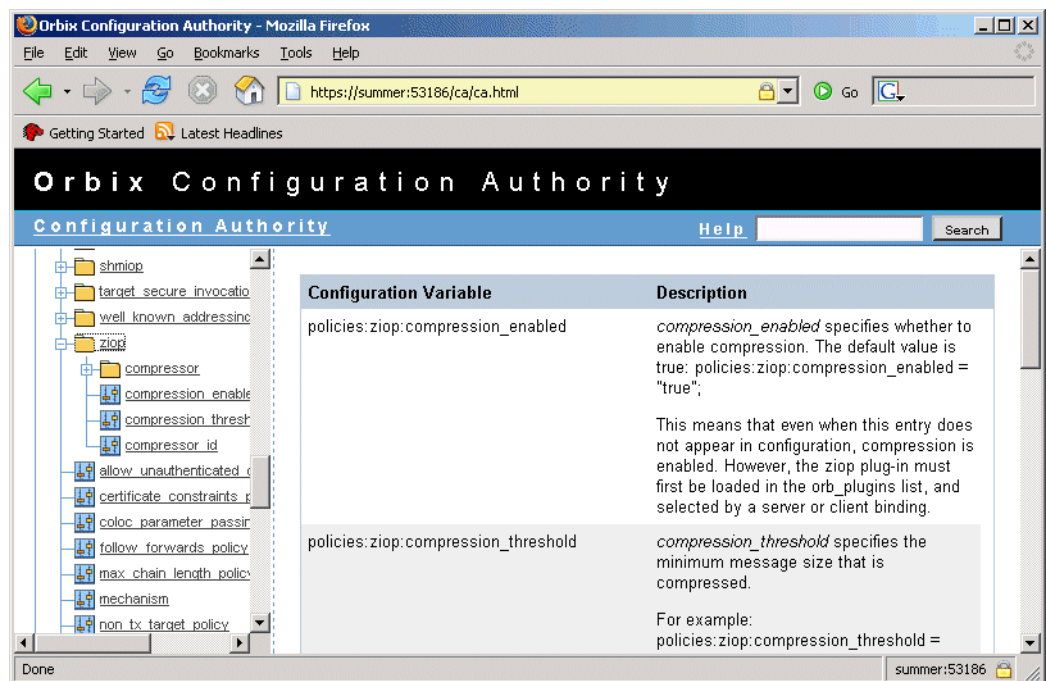 Orbix Configuration Authority - Mozilla Firefox
File Edit View Go Bookmarks Tools Help
https://summer:53186/ca/ca.html
Go
G
Getting Started Latest Headlines
Orbix Configuration Authority
Configuration Authority
Help
Search
shmiop
target_secure_invocatio
well_known_addressing
ziop
compressor
compression_enable
compression_thresh
compressor_id
allow_unauthenticated_c
certificate_constraints_p
coloc_parameter_passin
follow_forwards_policy
max_chain_length_policy
mechanism
non_tx_target_policy
Configuration Variable Description
policies:ziop:compression_enabled
compression_enabled specifies whether to
enable compression. The default value is
true: policies:ziop:compression_enabled =
"true";
This means that even when this entry does
not appear in configuration, compression is
enabled. However, the ziop plug-in must
first be loaded in the orb_plugins list, and
selected by a server or client binding.
policies:ziop:compression_threshold
compression_threshold specifies the
minimum message size that is
compressed.
For example:
policies:ziop:compression_threshold =
Done
summer:53186